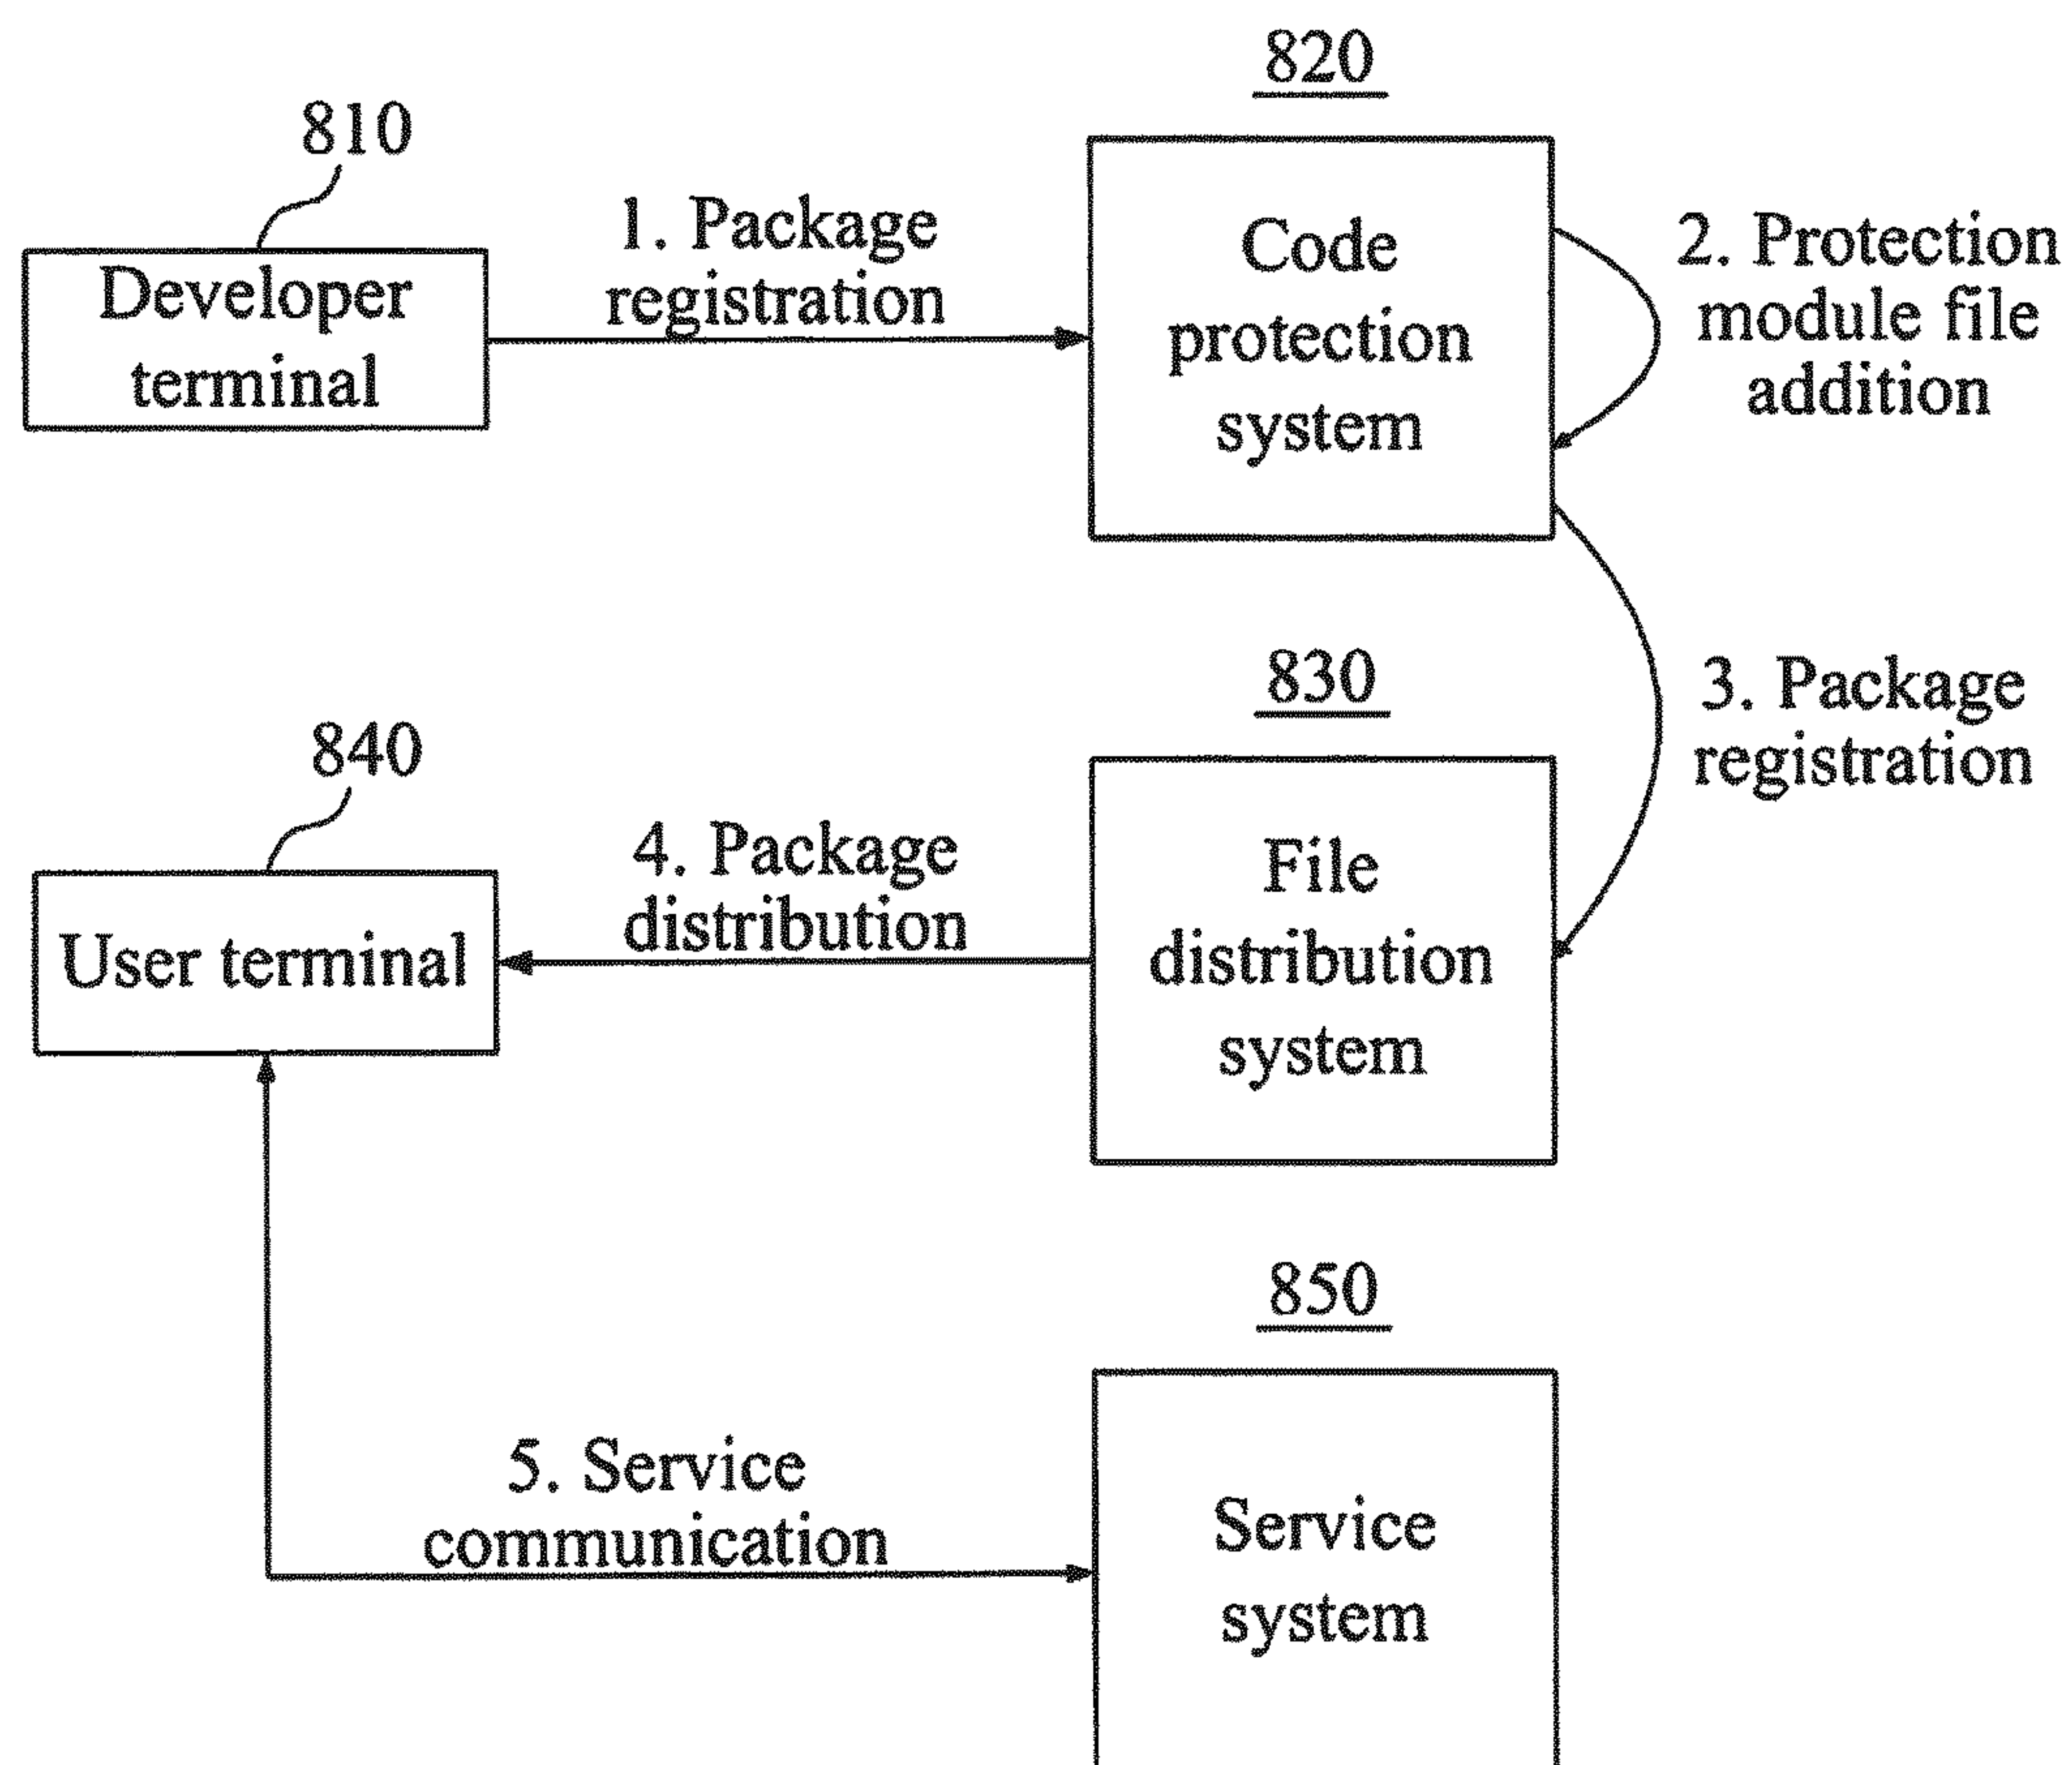 820
810
1. Package
registration
Developer
terminal
Code
protection
system
2. Protection
module file
addition
830
3. Package
registration
840
4. Package
distribution
User terminal
File
distribution
system
850
5. Service
communication
Service
system